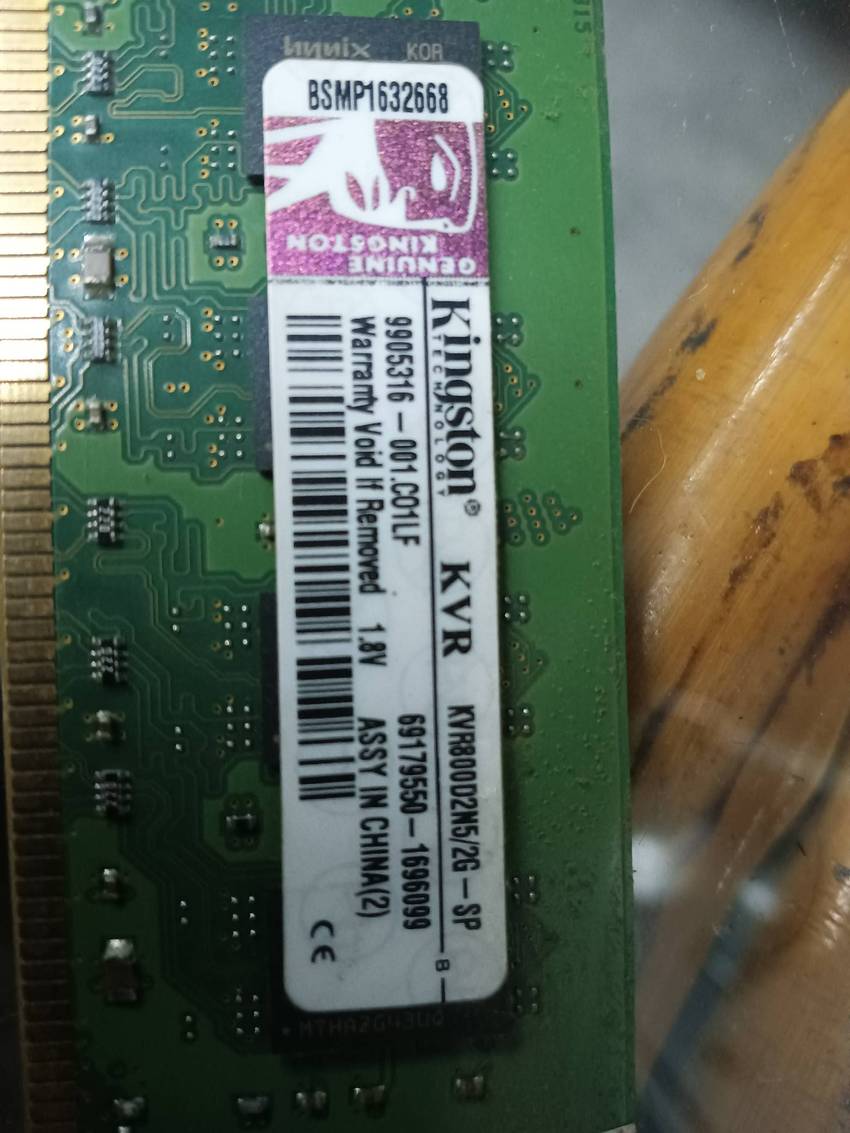 KOR
BSMP1632668
GENUINE
KINGSTON
Kingston® KVR KVR800D2N5/2G-SP
TECHNOLOGY
B
9905316-001.C01LF 69179550-1696099
Warranty Void If Removed 1.8V ASSY IN CHINA(2)
CE